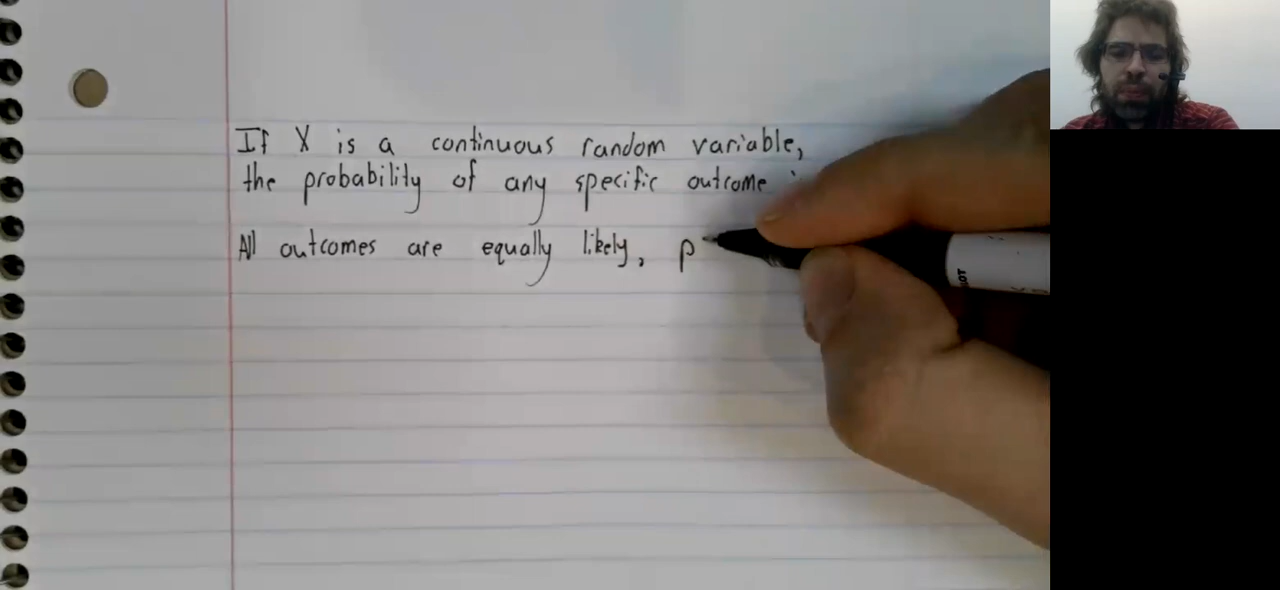 If X is a continuous random variable,
the probability of any specific outcome
All outcomes are equally likely, p